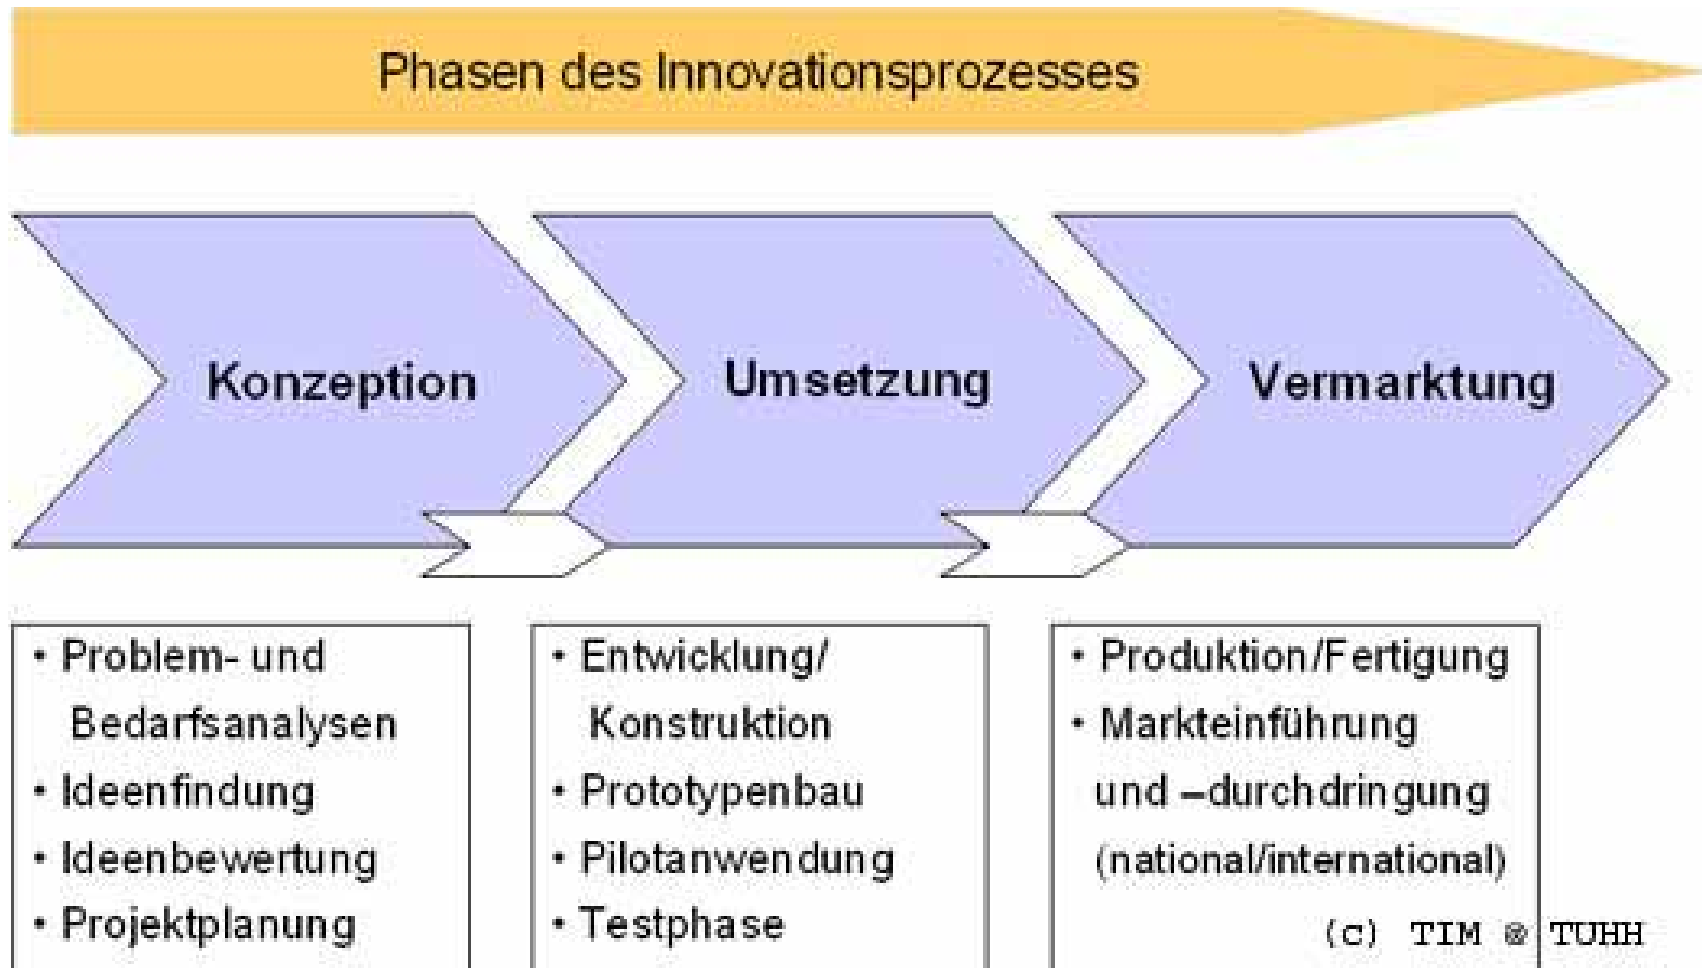 Phasen des Innovationsprozesses
Konzeption
Umsetzung
Vermarktung
• Problem- und
Bedarfsanalysen
• Ideenfindung
• Ideenbewertung
• Projektplanung
• Entwicklung/
Konstruktion
• Prototypenbau
• Pilotanwendung
• Testphase
• Produktion/Fertigung
• Markteinführung
und –durchdringung
(national/international)
(c) TIM @ TUHH